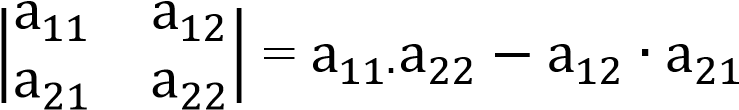 |a₁₁ a₁₂|
|a₂₁ a₂₂| = a₁₁.a₂₂ − a₁₂ · a₂₁